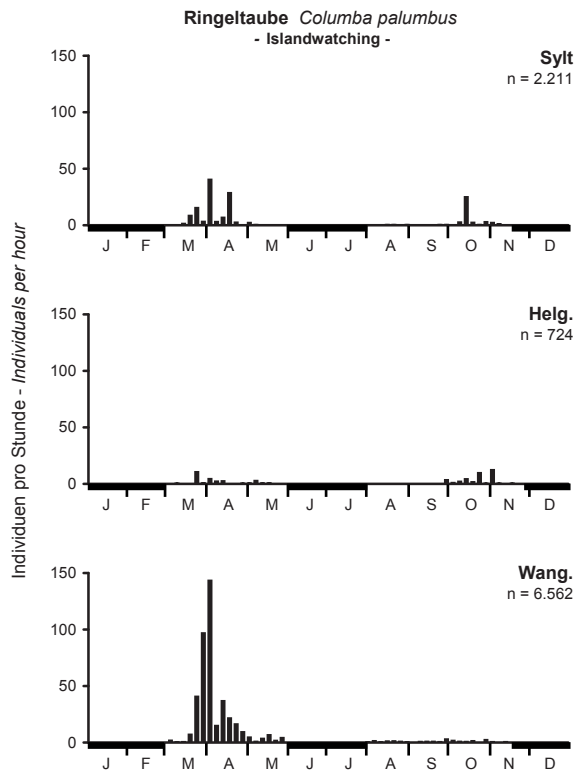 Ringeltaube Columba palumbus
- Islandwatching -
Individuen pro Stunde - Individuals per hour
Sylt
n = 2.211
150
100
50
0
J F M A M J J A S O N D
Helg.
n = 724
150
100
50
0
J F M A M J J A S O N D
Wang.
n = 6.562
150
100
50
0
J F M A M J J A S O N D